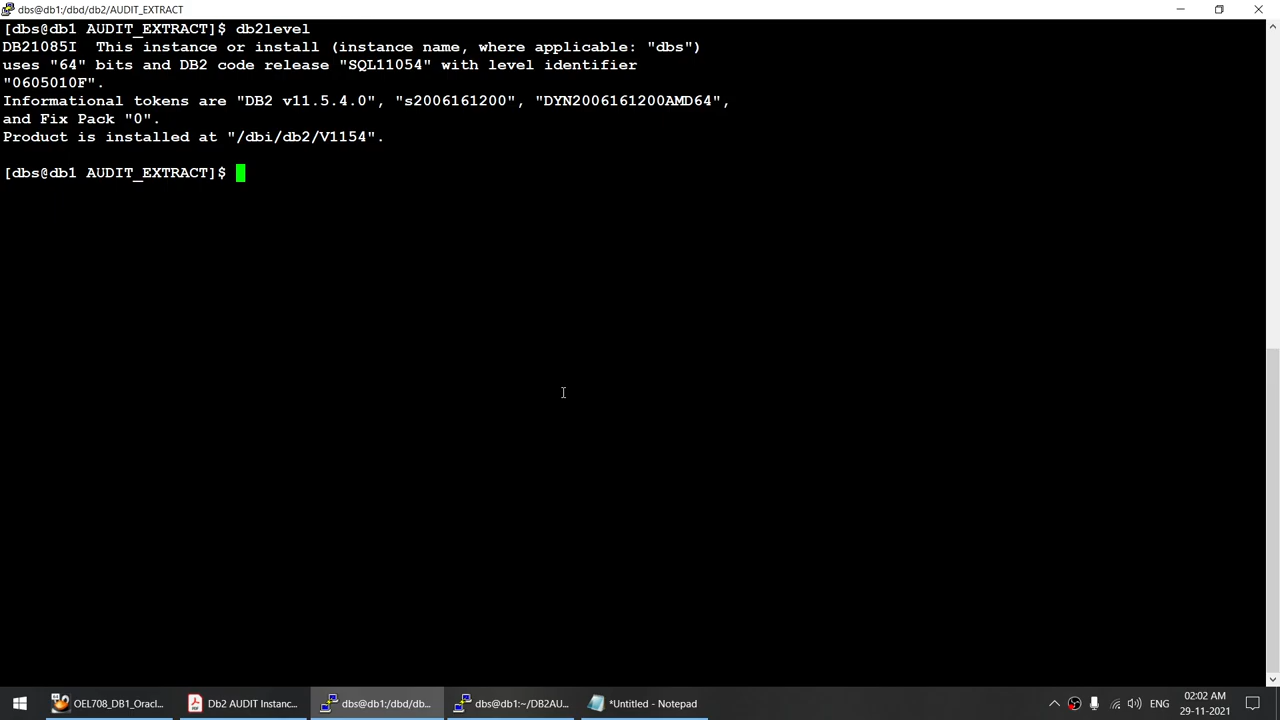 dbs@db1:/dbd/db2/AUDIT_EXTRACT
[dbs@db1 AUDIT_EXTRACT]$ db2level
DB21085I  This instance or install (instance name, where applicable: "dbs")
uses "64" bits and DB2 code release "SQL11054" with level identifier
"0605010F".
Informational tokens are "DB2 v11.5.4.0", "s2006161200", "DYN2006161200AMD64",
and Fix Pack "0".
Product is installed at "/dbi/db2/V1154".
[dbs@db1 AUDIT_EXTRACT]$
OEL708_DB1_Oracl... Db2 AUDIT Instanc... dbs@db1:/dbd/db... dbs@db1:~/DB2AU... *Untitled - Notepad ENG 02:02 AM
29-11-2021